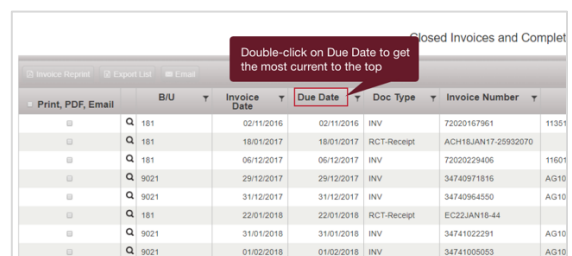 Closed Invoices and Complet
Double-click on Due Date to get
the most current to the top
Invoice Reprint Export List Email
Print, PDF, Email B/U Invoice Date Due Date Doc Type Invoice Number
181 02/11/2016 02/11/2016 INV 72020167961 11351
181 18/01/2017 18/01/2017 RCT-Receipt ACH18JAN17-25932070
181 06/12/2017 06/12/2017 INV 72020229406 11601
9021 29/12/2017 29/12/2017 INV 34740971816 AG10
9021 31/12/2017 31/12/2017 INV 34740964550 AG10
181 22/01/2018 22/01/2018 RCT-Receipt EC22JAN18-44
9021 31/01/2018 31/01/2018 INV 34741022291 AG10
9021 01/02/2018 01/02/2018 INV 34741005053 AG10